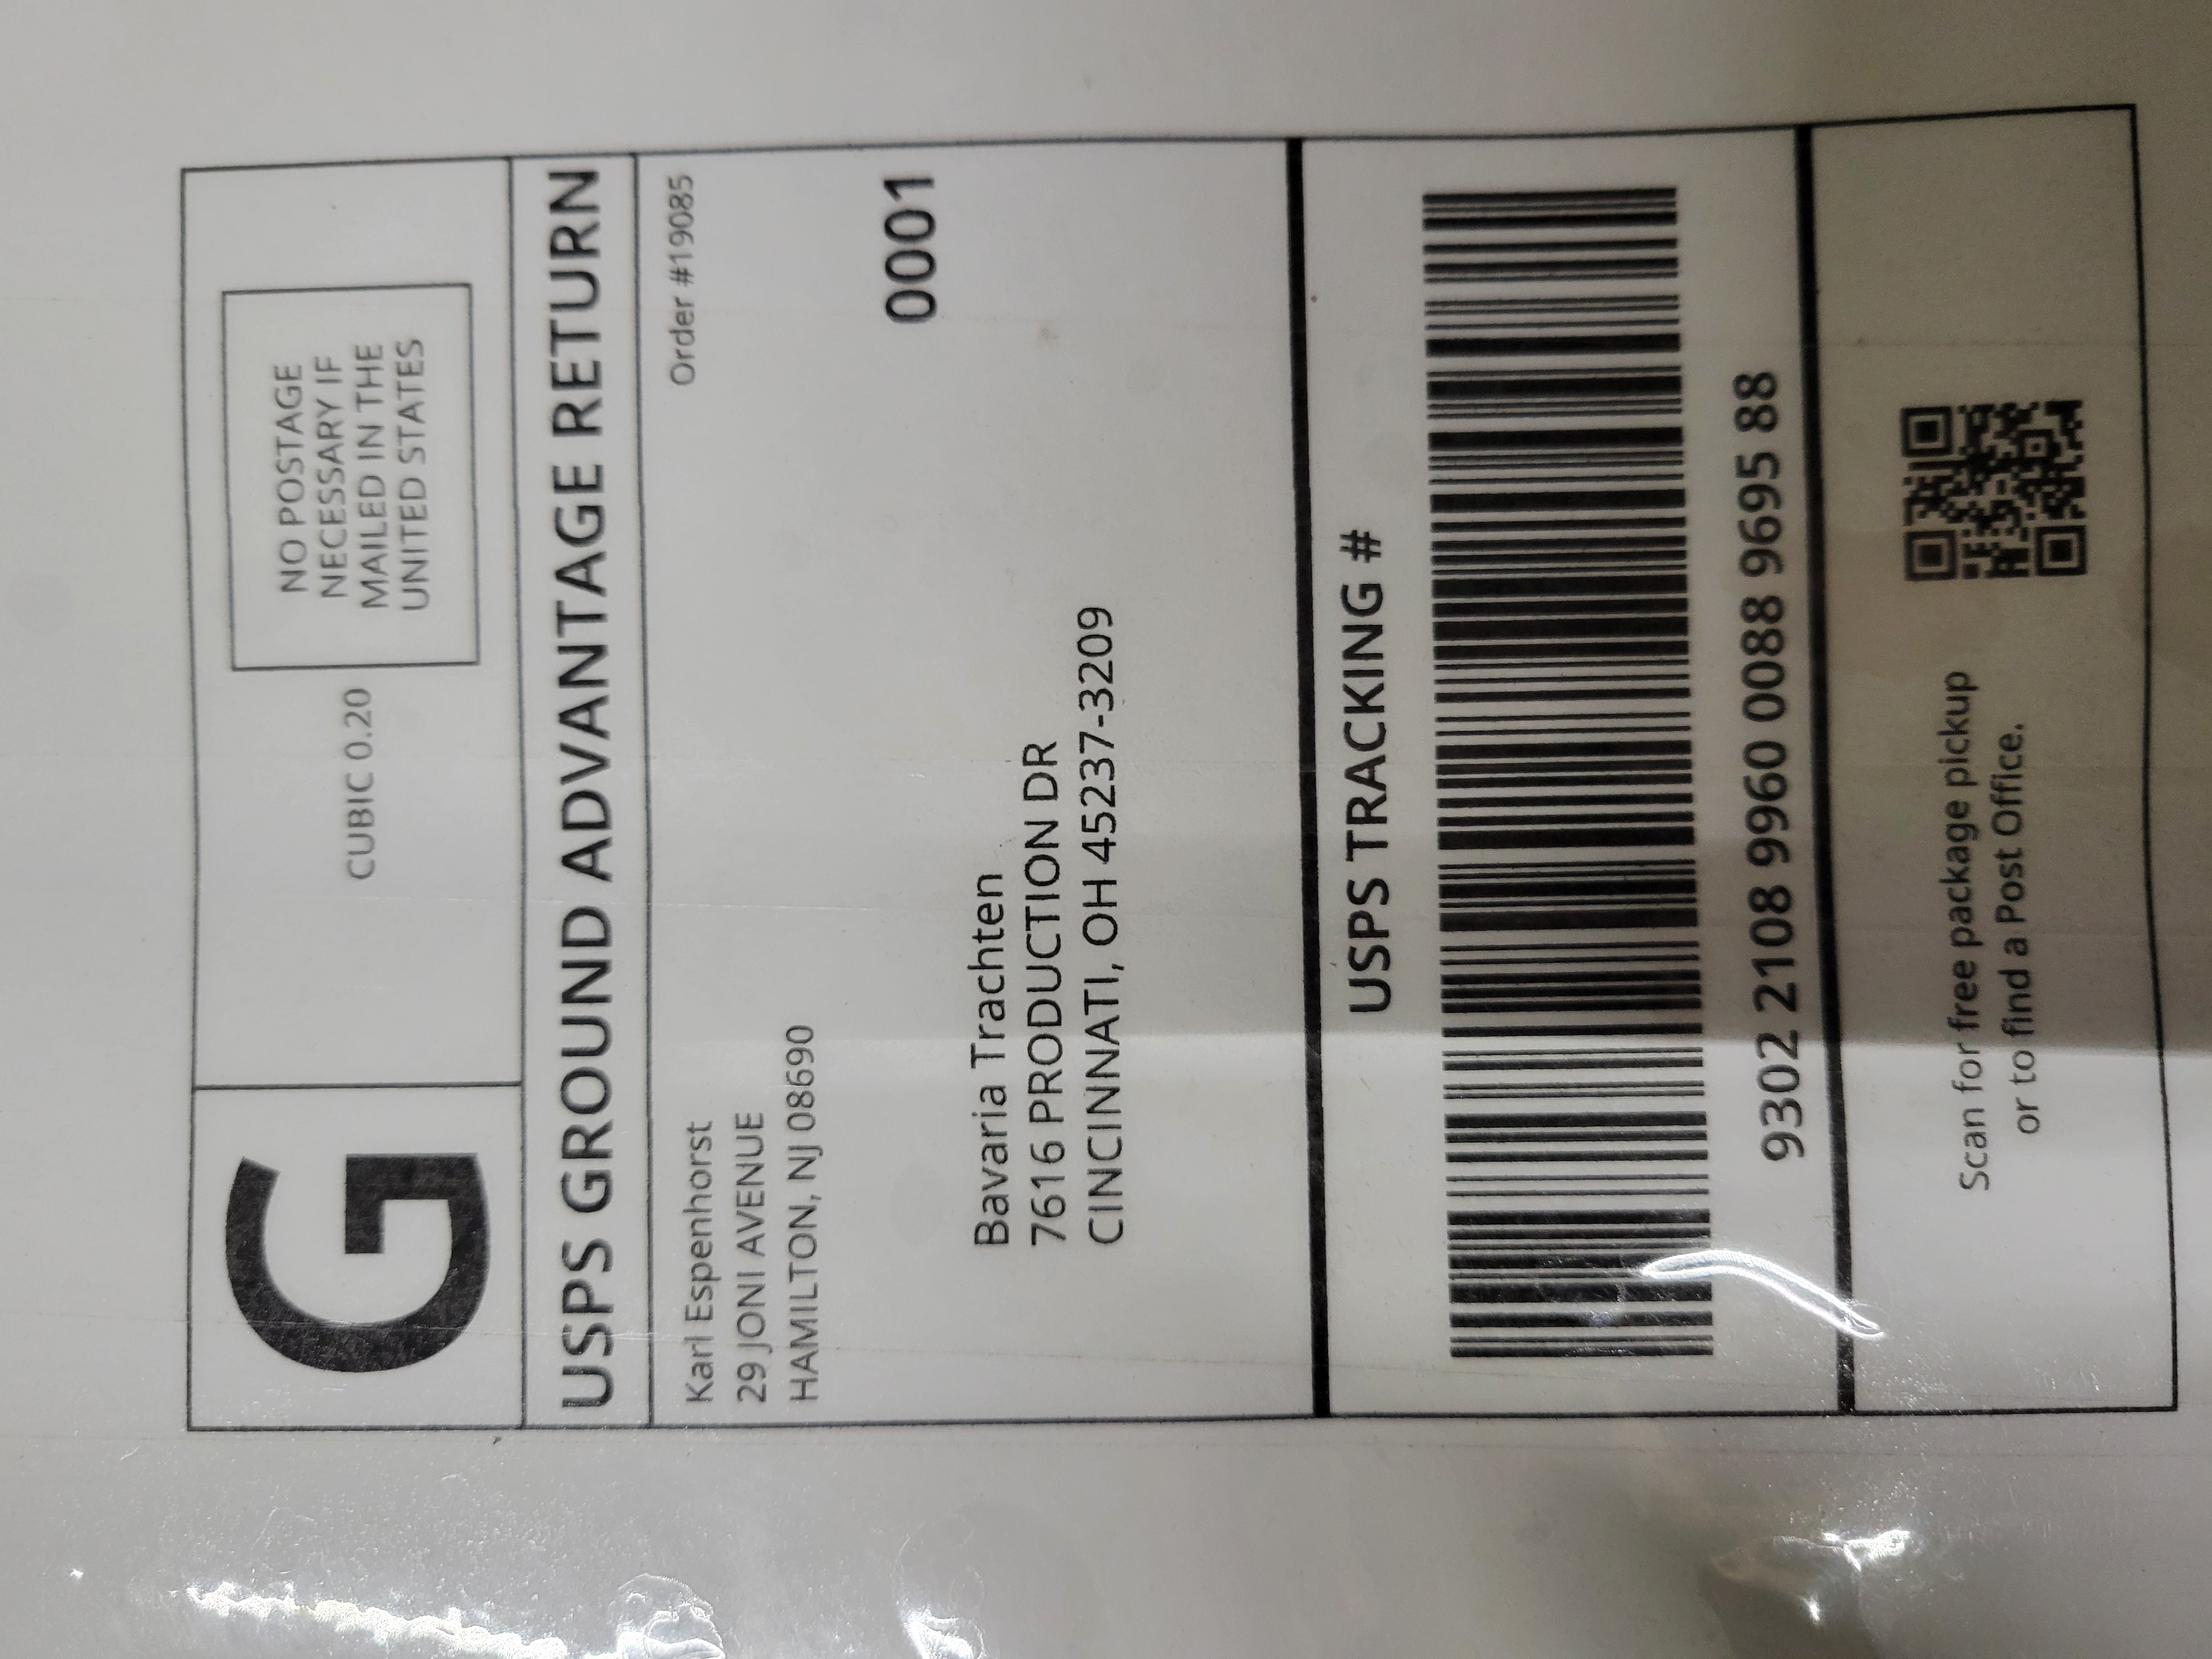 G
CUBIC 0.20
NO POSTAGE
NECESSARY IF
MAILED IN THE
UNITED STATES
USPS GROUND ADVANTAGE RETURN
Karl Espenhorst
29 JONI AVENUE
HAMILTON, NJ 08690
Order #19085
0001
Bavaria Trachten
7616 PRODUCTION DR
CINCINNATI, OH 45237-3209
USPS TRACKING #
9302 2108 9960 0088 9695 88
Scan for free package pickup
or to find a Post Office.